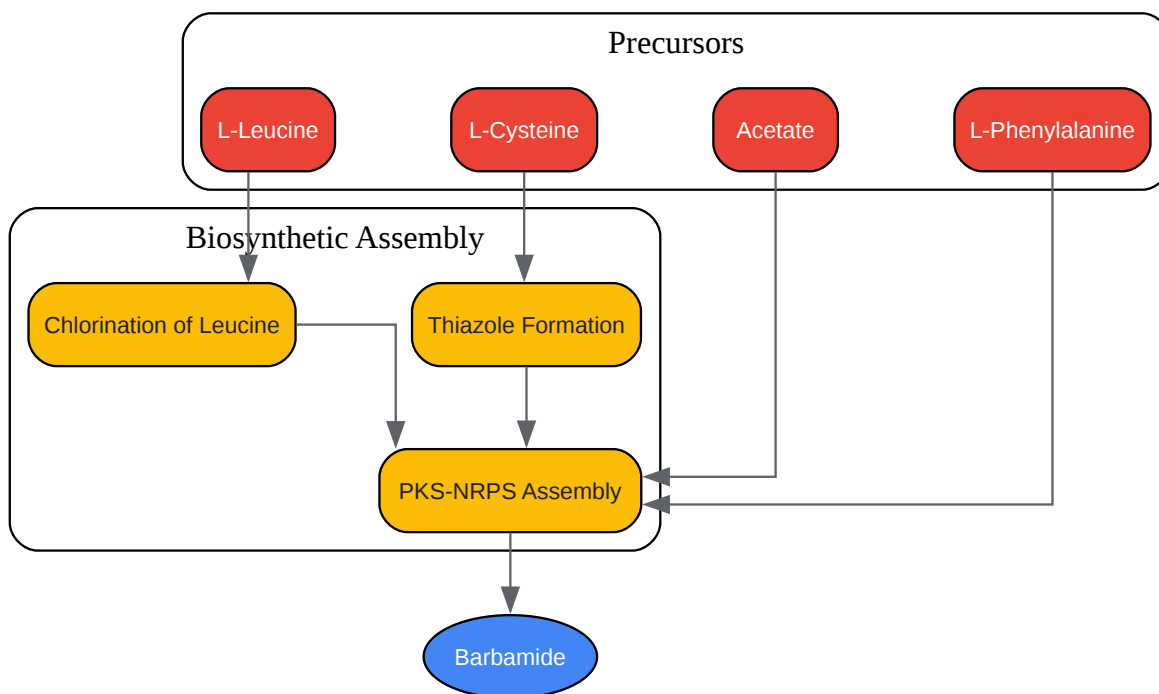 Precursors
L-Leucine
L-Cysteine
Acetate
L-Phenylalanine
Biosynthetic Assembly
Chlorination of Leucine
Thiazole Formation
PKS-NRPS Assembly
Barbamide